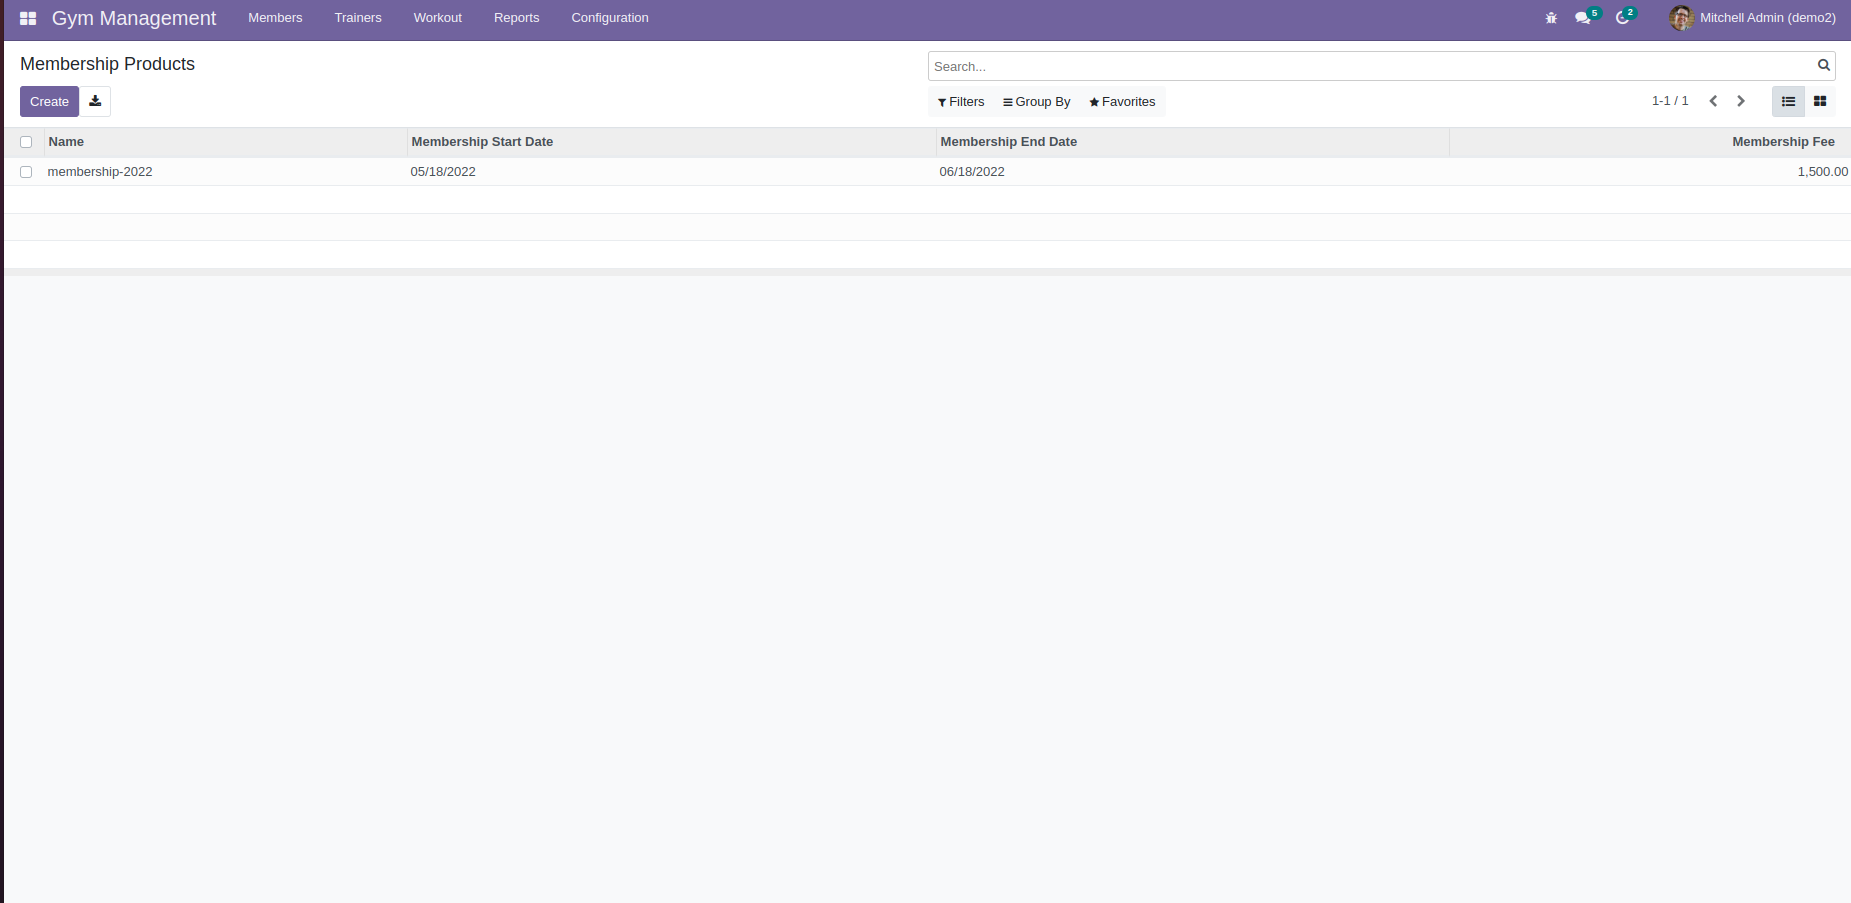 Gym Management Members Trainers Workout Reports Configuration 5 2 Mitchell Admin (demo2)
Membership Products
Search...
Create Filters Group By Favorites 1-1 / 1
Name Membership Start Date Membership End Date Membership Fee
membership-2022 05/18/2022 06/18/2022 1,500.00